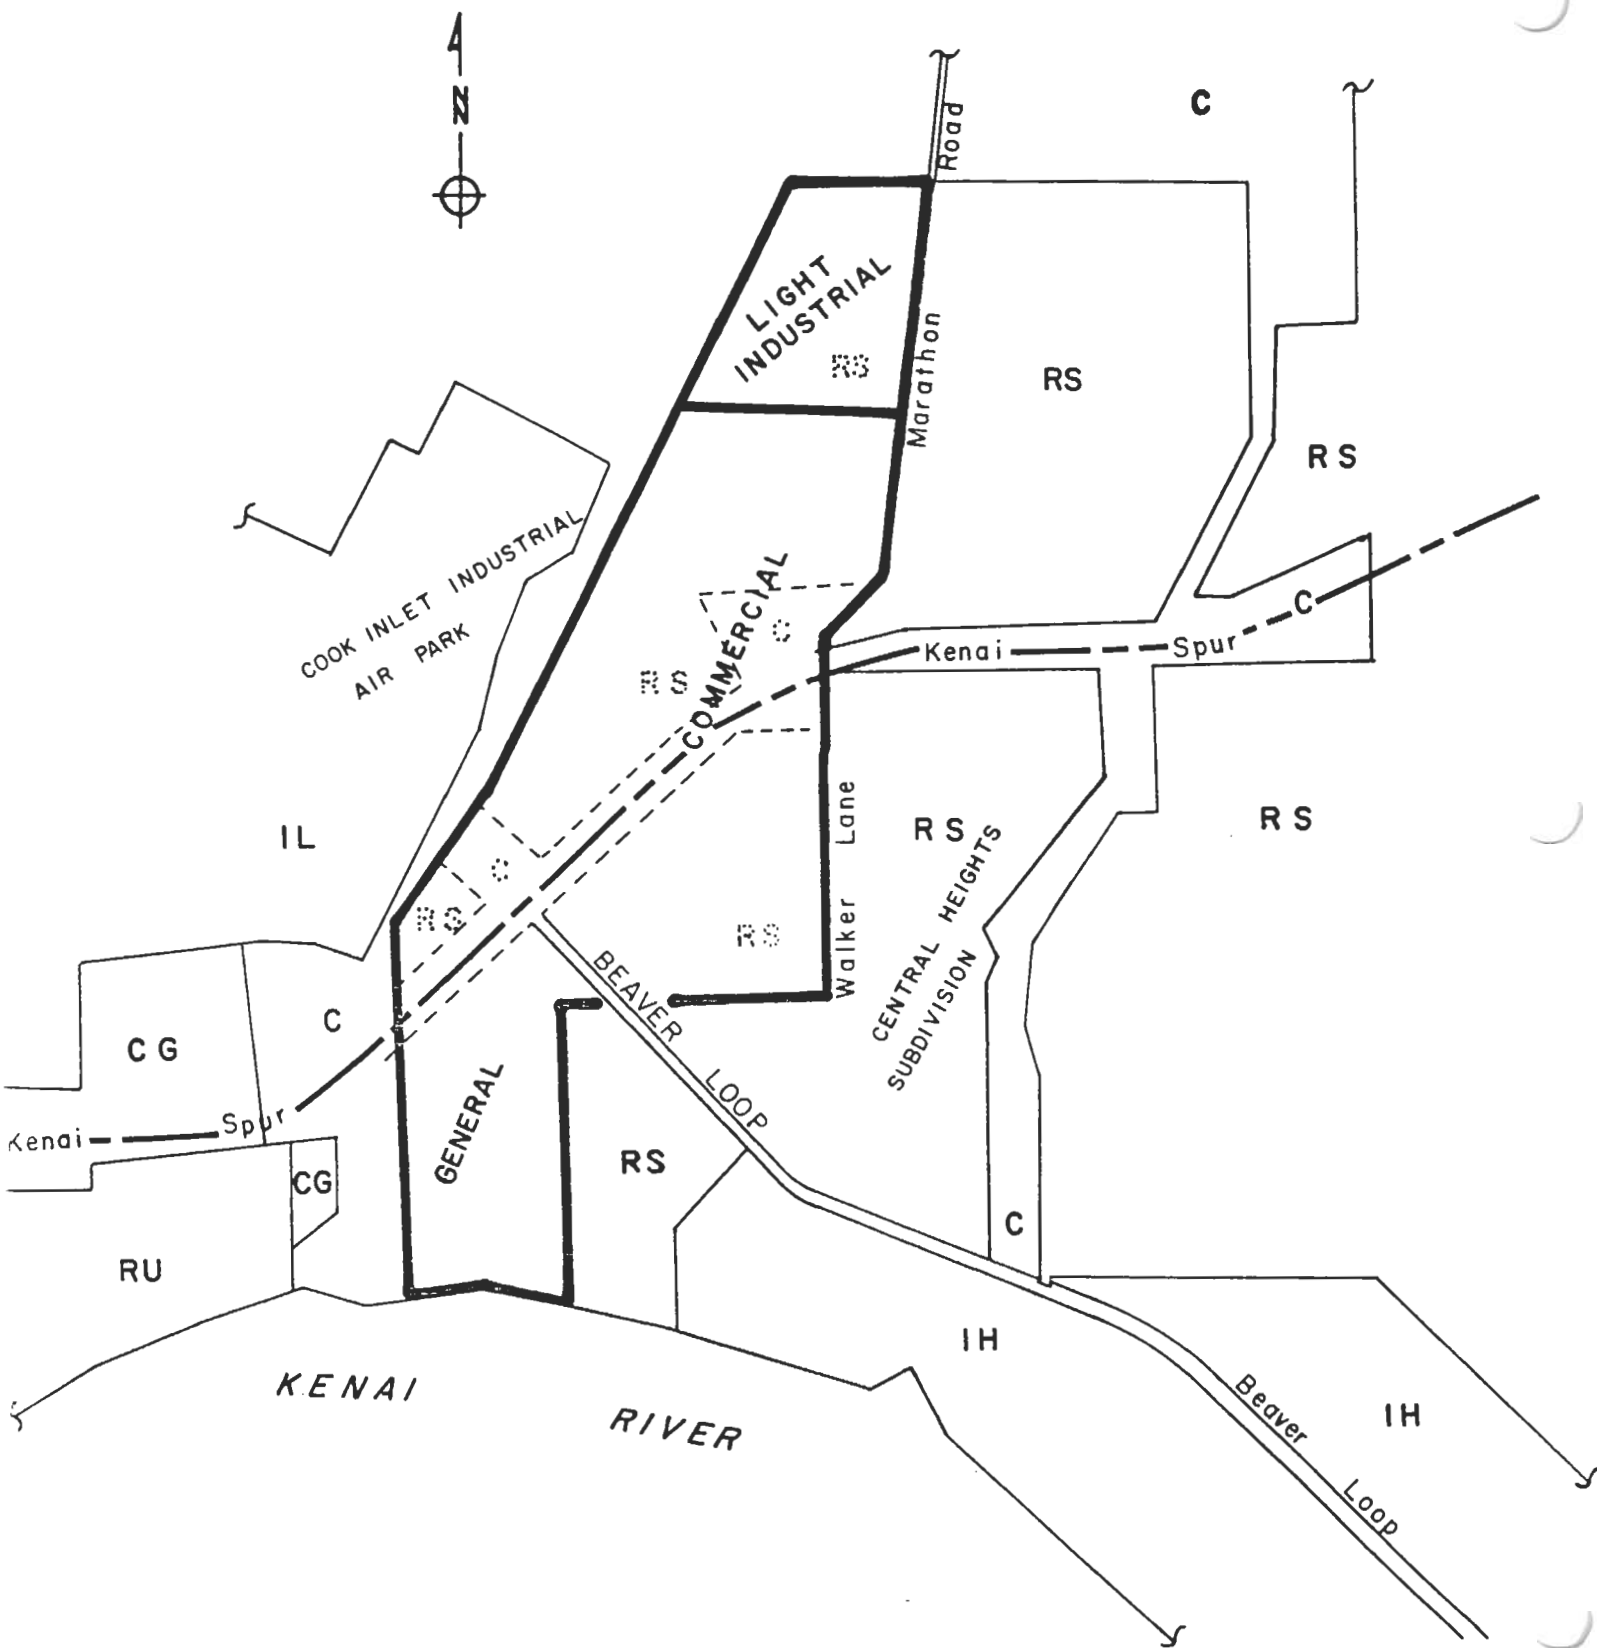 N
Road
C
LIGHT
INDUSTRIAL
RS
Marathon
RS
RS
COOK INLET INDUSTRIAL
AIR PARK
COMMERCIAL
C
RS
Kenai
Spur
C
IL
C
RS
RS
Walker Lane
RS
CENTRAL HEIGHTS
SUBDIVISION
RS
BEAVER
LOOP
C
CG
Kenai
Spur
GENERAL
CG
RS
RU
C
IH
KENAI
RIVER
Beaver
Loop
IH